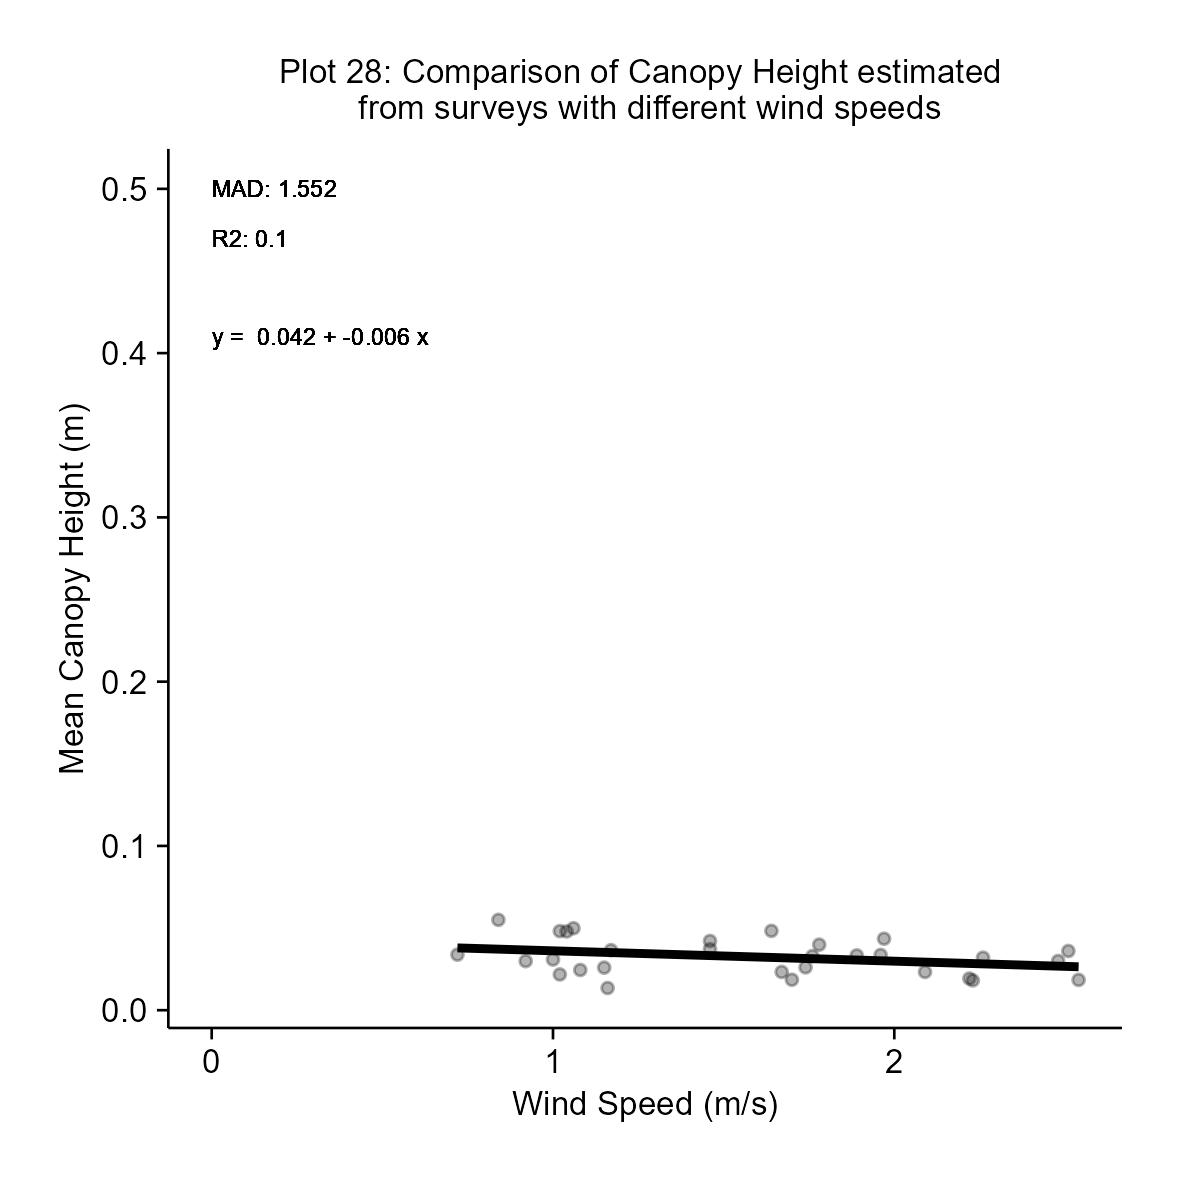 Plot 28: Comparison of Canopy Height estimated
from surveys with different wind speeds
MAD: 1.552
R2: 0.1
y =  0.042 + -0.006 x
Mean Canopy Height (m)
0.5
0.4
0.3
0.2
0.1
0.0
0 1 2
Wind Speed (m/s)